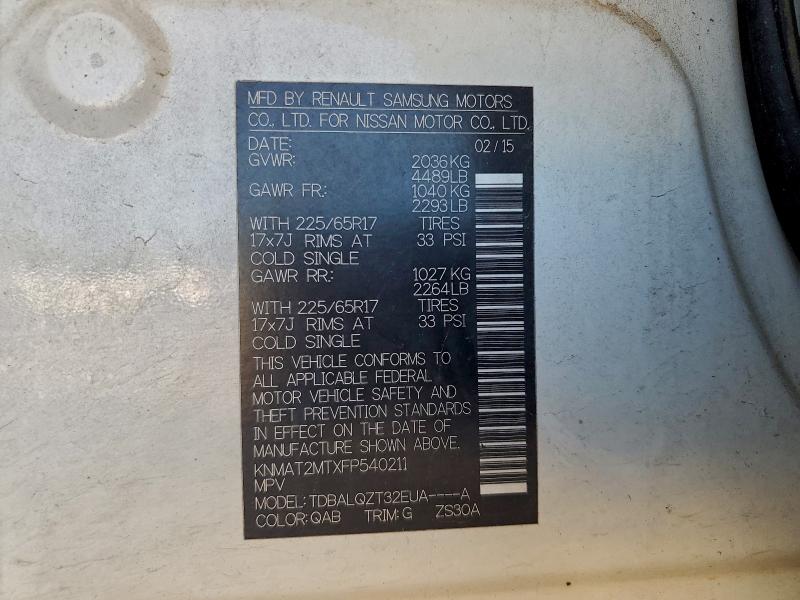 MFD BY RENAULT SAMSUNG MOTORS
CO., LTD. FOR NISSAN MOTOR CO., LTD.
DATE: 02/15
GVWR: 2036KG
4489LB
GAWR FR.: 1040 KG
2293 LB
WITH 225/65R17 TIRES
17x7J RIMS AT 33 PSI
COLD SINGLE
GAWR RR.: 1027 KG
2264LB
WITH 225/65R17 TIRES
17x7J RIMS AT 33 PSI
COLD SINGLE
THIS VEHICLE CONFORMS TO
ALL APPLICABLE FEDERAL
MOTOR VEHICLE SAFETY AND
THEFT PREVENTION STANDARDS
IN EFFECT ON THE DATE OF
MANUFACTURE SHOWN ABOVE.
KNMAT2MTXFP540211
MPV
MODEL: TDBALQZT32EUA----A
COLOR: QAB TRIM: G ZS30A